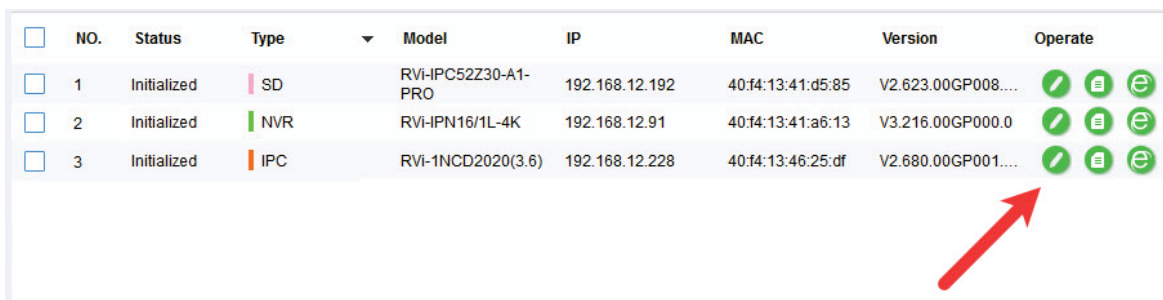 NO. Status Type Model IP MAC Version Operate
1 Initialized SD RVi-IPC52Z30-A1-PRO 192.168.12.192 40:f4:13:41:d5:85 V2.623.00GP008....
2 Initialized NVR RVi-IPN16/1L-4K 192.168.12.91 40:f4:13:41:a6:13 V3.216.00GP000.0
3 Initialized IPC RVi-1NCD2020(3.6) 192.168.12.228 40:f4:13:46:25:df V2.680.00GP001....